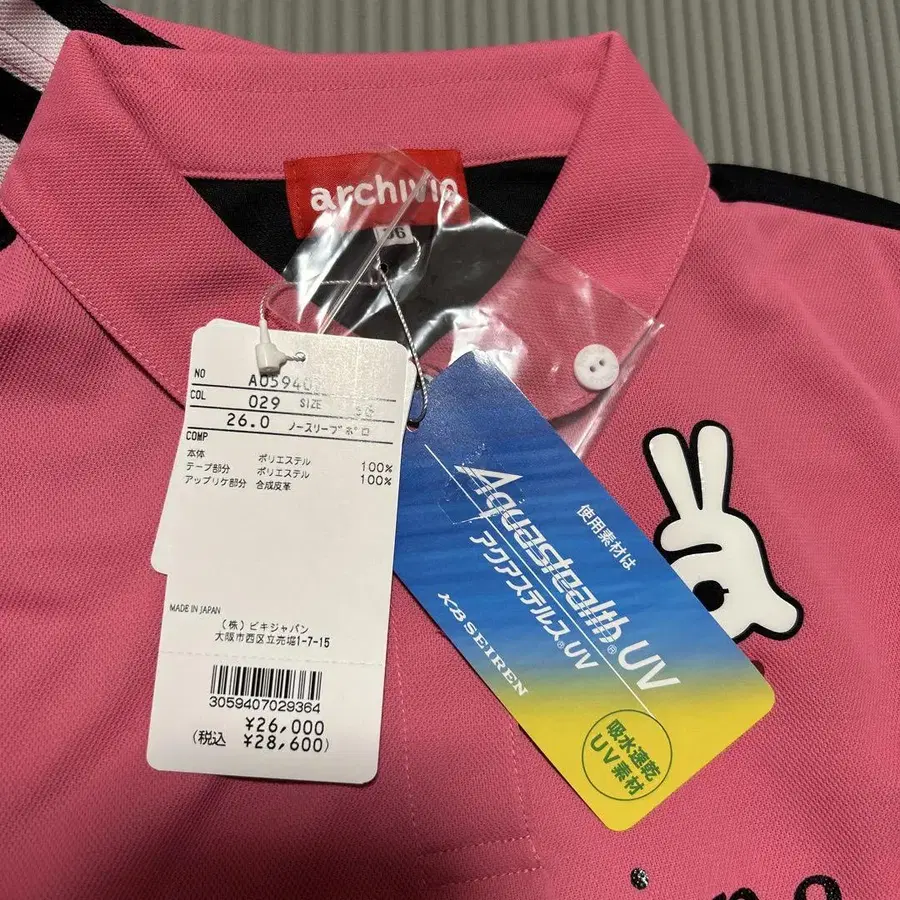 archivio
36
NO A05940
COL 029 SIZE 36
26.0 ノースリーブポロ
COMP
本体 ポリエステル 100%
テープ部分 ポリエステル 100%
アップリケ部分 合成皮革
MADE IN JAPAN
(株)ピキジャパン
大阪市西区立売堀1-7-15
3059407029364
¥26,000
(税込 ¥28,600)
使用素材は
Aquastealth® UV
アクアステルス® UV
KBSEIREN
吸水速乾
UV素材